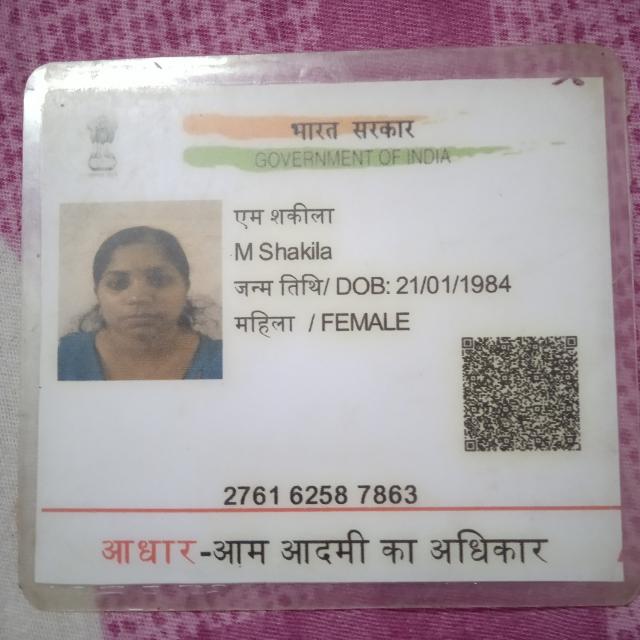 भारत सरकार
GOVERNMENT OF INDIA
एम शकीला
M Shakila
जन्म तिथि/ DOB: 21/01/1984
महिला / FEMALE
2761 6258 7863
आधार-आम आदमी का अधिकार